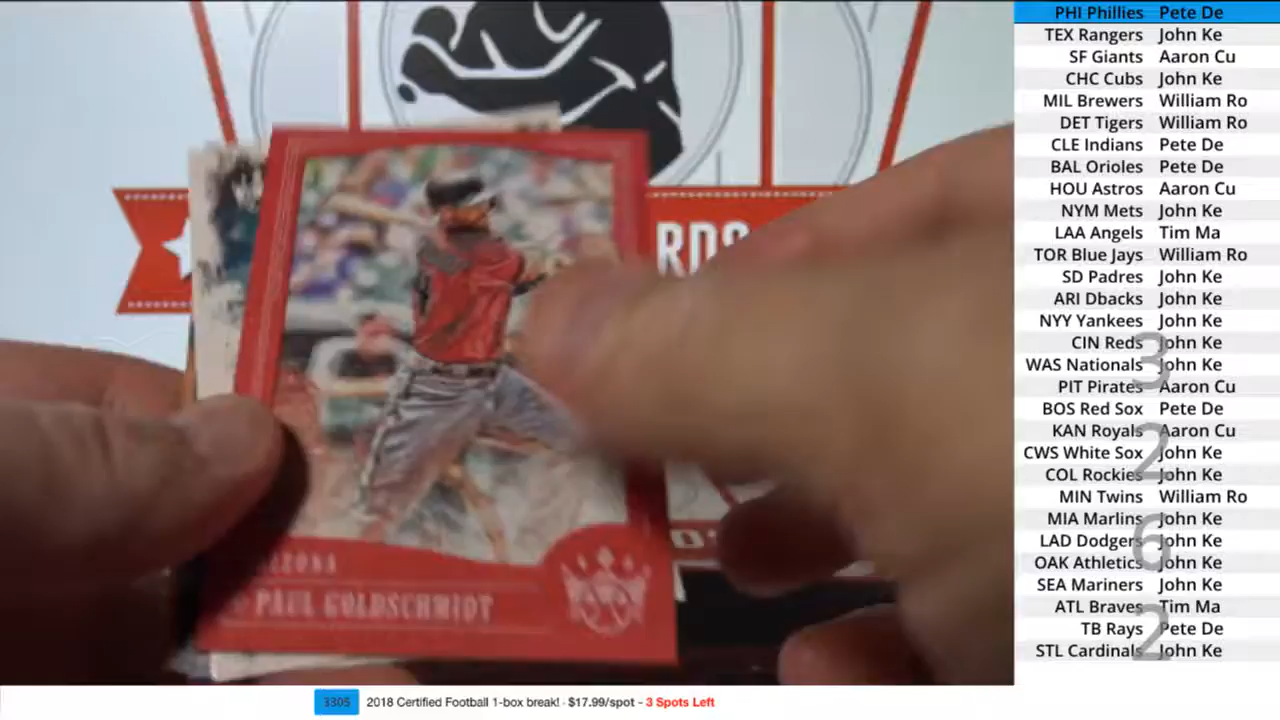 RDS
IZONA
PAUL GOLDSCHMIDT
PHI Phillies Pete De
TEX Rangers John Ke
SF Giants Aaron Cu
CHC Cubs John Ke
MIL Brewers William Ro
DET Tigers William Ro
CLE Indians Pete De
BAL Orioles Pete De
HOU Astros Aaron Cu
NYM Mets John Ke
LAA Angels Tim Ma
TOR Blue Jays William Ro
SD Padres John Ke
ARI Dbacks John Ke
NYY Yankees John Ke
CIN Reds John Ke
WAS Nationals John Ke
PIT Pirates Aaron Cu
BOS Red Sox Pete De
KAN Royals Aaron Cu
CWS White Sox John Ke
COL Rockies John Ke
MIN Twins William Ro
MIA Marlins John Ke
LAD Dodgers John Ke
OAK Athletics John Ke
SEA Mariners John Ke
ATL Braves Tim Ma
TB Rays Pete De
STL Cardinals John Ke
3
2
6
2
3305 2018 Certified Football 1-box break! - $17.99/spot - 3 Spots Left